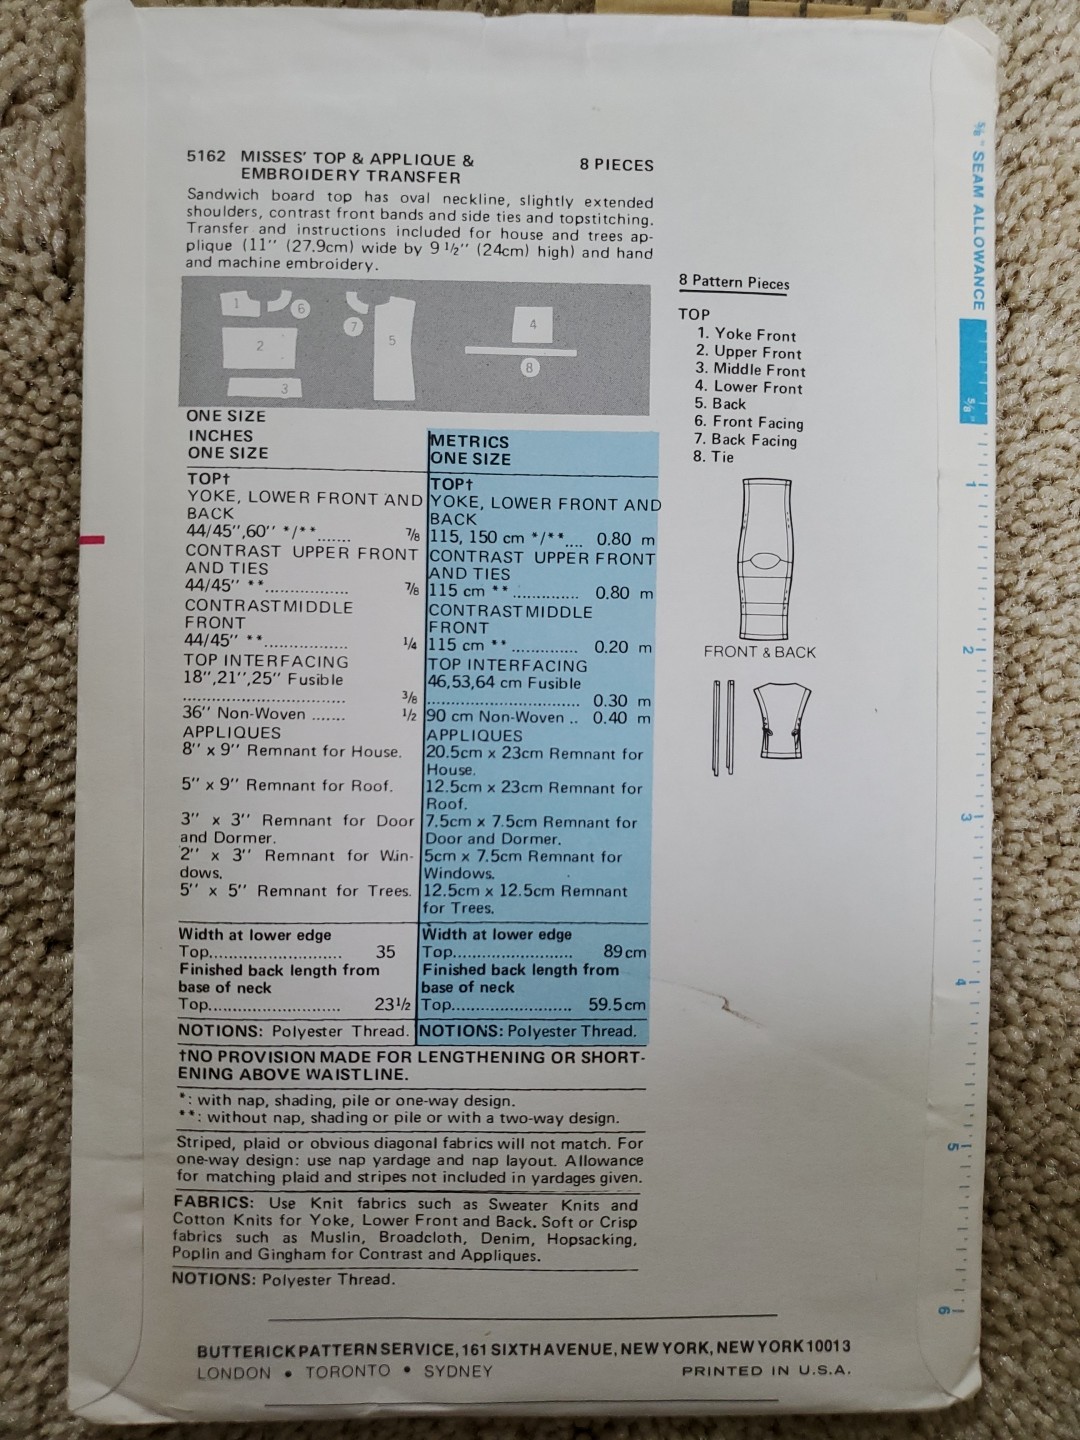 5162 MISSES' TOP & APPLIQUE & 8 PIECES
EMBROIDERY TRANSFER
Sandwich board top has oval neckline, slightly extended
shoulders, contrast front bands and side ties and topstitching.
Transfer and instructions included for house and trees ap-
plique (11'' (27.9cm) wide by 9 1/2'' (24cm) high) and hand
and machine embroidery.
1
6
2
3
7
5
4
8
ONE SIZE
INCHES
ONE SIZE
TOP†
YOKE, LOWER FRONT AND
BACK
44/45'',60'' */**....... 7/8
CONTRAST UPPER FRONT
AND TIES
44/45'' **................ 7/8
CONTRAST MIDDLE
FRONT
44/45'' **................ 1/4
TOP INTERFACING
18'',21'',25'' Fusible
............................... 3/8
36'' Non-Woven ....... 1/2
APPLIQUES
8'' x 9'' Remnant for House.
5'' x 9'' Remnant for Roof.
3'' x 3'' Remnant for Door
and Dormer.
2'' x 3'' Remnant for Win-
dows.
5'' x 5'' Remnant for Trees.
Width at lower edge
Top......................... 35
Finished back length from
base of neck
Top......................... 23 1/2
NOTIONS: Polyester Thread.
METRICS
ONE SIZE
TOP†
YOKE, LOWER FRONT AND
BACK
115, 150 cm */**.... 0.80 m
CONTRAST UPPER FRONT
AND TIES
115 cm ** .............. 0.80 m
CONTRAST MIDDLE
FRONT
115 cm ** .............. 0.20 m
TOP INTERFACING
46,53,64 cm Fusible
................................ 0.30 m
90 cm Non-Woven .. 0.40 m
APPLIQUES
20.5cm x 23cm Remnant for
House.
12.5cm x 23cm Remnant for
Roof.
7.5cm x 7.5cm Remnant for
Door and Dormer.
5cm x 7.5cm Remnant for
Windows.
12.5cm x 12.5cm Remnant
for Trees.
Width at lower edge
Top......................... 89 cm
Finished back length from
base of neck
Top......................... 59.5cm
NOTIONS: Polyester Thread.
†NO PROVISION MADE FOR LENGTHENING OR SHORT-
ENING ABOVE WAISTLINE.
*: with nap, shading, pile or one-way design.
**: without nap, shading or pile or with a two-way design.
Striped, plaid or obvious diagonal fabrics will not match. For
one-way design: use nap yardage and nap layout. Allowance
for matching plaid and stripes not included in yardages given.
FABRICS: Use Knit fabrics such as Sweater Knits and
Cotton Knits for Yoke, Lower Front and Back. Soft or Crisp
fabrics such as Muslin, Broadcloth, Denim, Hopsacking,
Poplin and Gingham for Contrast and Appliques.
NOTIONS: Polyester Thread.
8 Pattern Pieces
TOP
1. Yoke Front
2. Upper Front
3. Middle Front
4. Lower Front
5. Back
6. Front Facing
7. Back Facing
8. Tie
FRONT & BACK
5/8" SEAM ALLOWANCE
5/8"
1
2
3
4
5
6
BUTTERICK PATTERN SERVICE, 161 SIXTH AVENUE, NEW YORK, NEW YORK 10013
LONDON • TORONTO • SYDNEY PRINTED IN U.S.A.